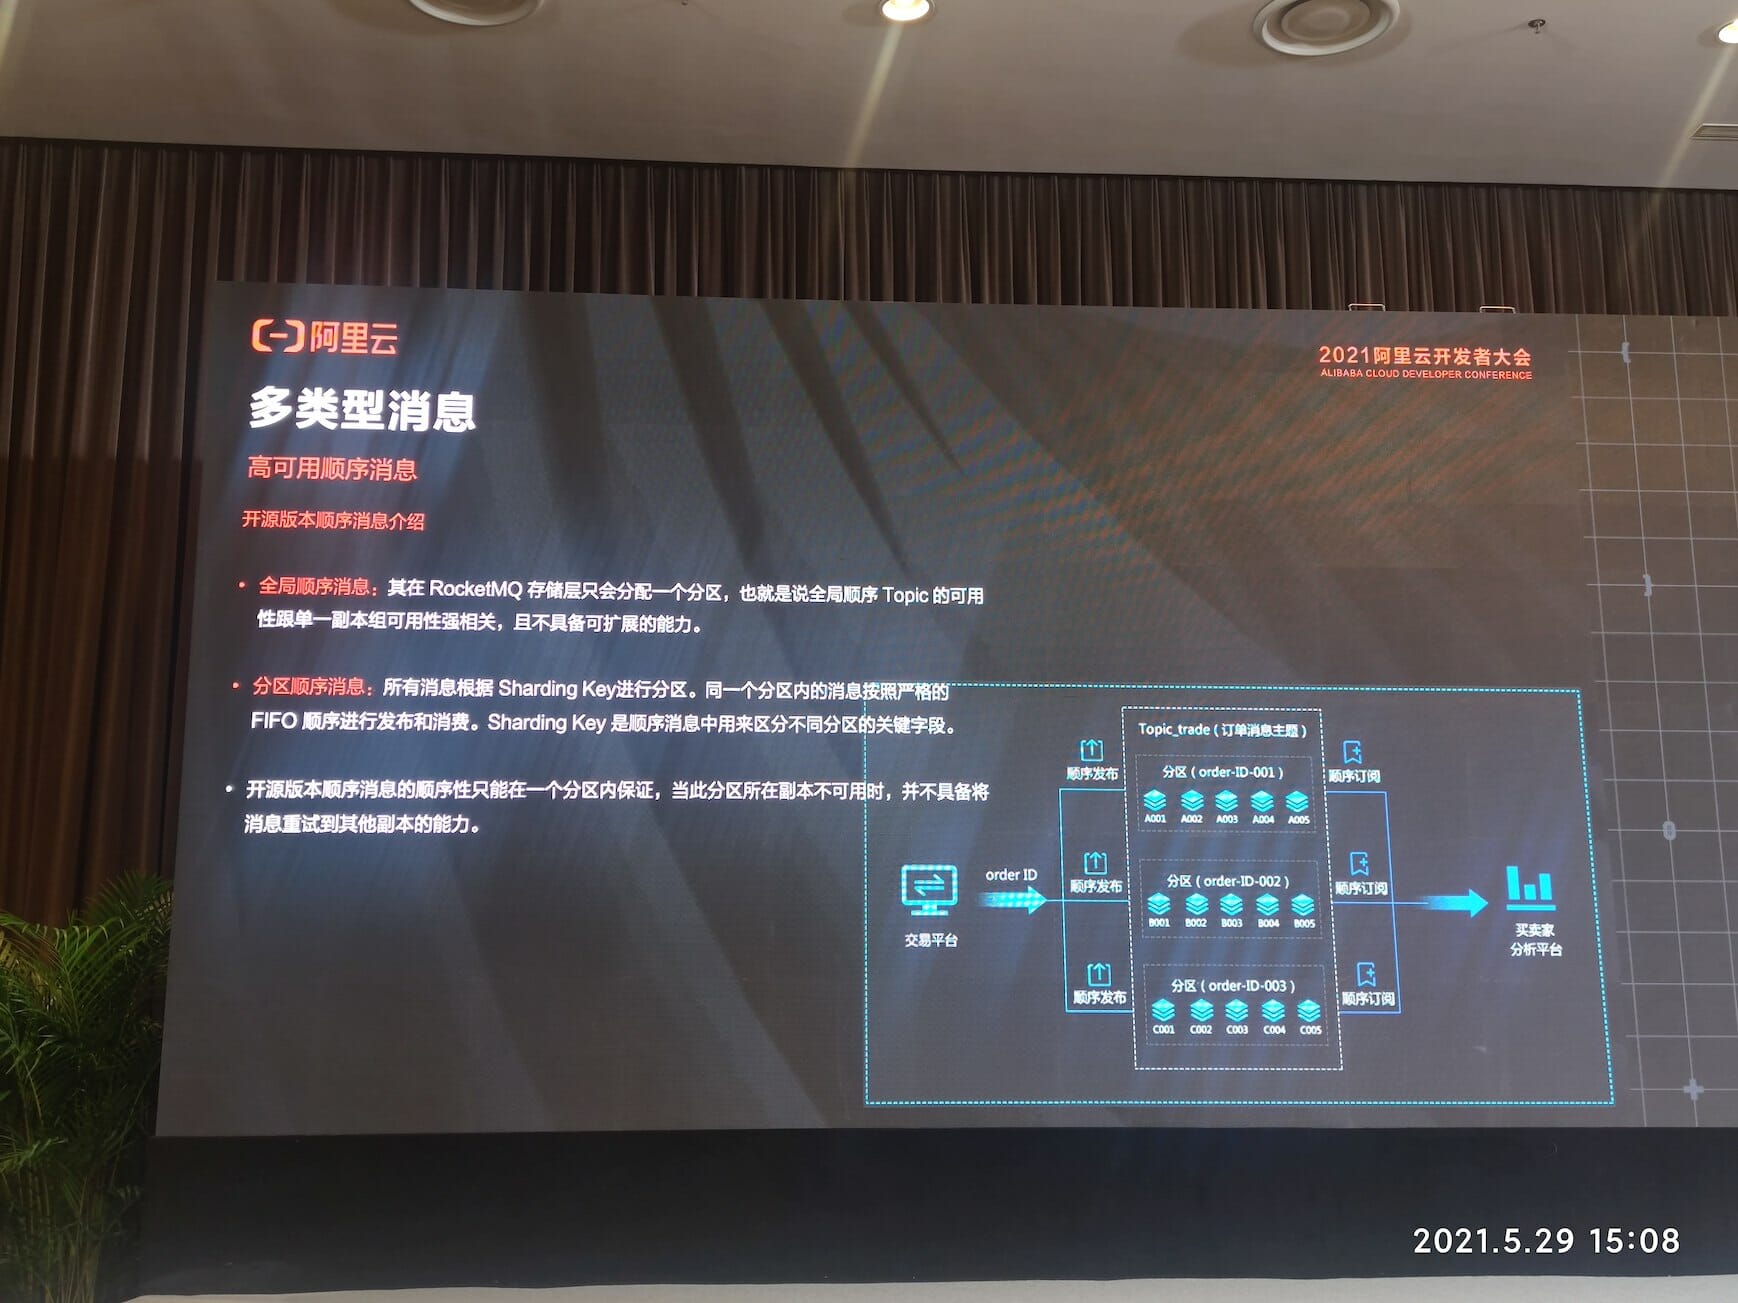 阿里云
2021阿里云开发者大会
ALIBABA CLOUD DEVELOPER CONFERENCE
多类型消息
高可用顺序消息
开源版本顺序消息介绍
• 全局顺序消息：其在 RocketMQ 存储层只会分配一个分区，也就是说全局顺序 Topic 的可用
性跟单一副本组可用性强相关，且不具备可扩展的能力。
• 分区顺序消息：所有消息根据 Sharding Key进行分区。同一个分区内的消息按照严格的
FIFO 顺序进行发布和消费。Sharding Key 是顺序消息中用来区分不同分区的关键字段。
• 开源版本顺序消息的顺序性只能在一个分区内保证，当此分区所在副本不可用时，并不具备将
消息重试到其他副本的能力。
Topic_trade（订单消息主题）
顺序发布
分区（order-ID-001）
顺序订阅
A001 A002 A003 A004 A005
order ID
顺序发布
分区（order-ID-002）
顺序订阅
B001 B002 B003 B004 B005
交易平台
买卖家
分析平台
顺序发布
分区（order-ID-003）
顺序订阅
C001 C002 C003 C004 C005
2021.5.29 15:08